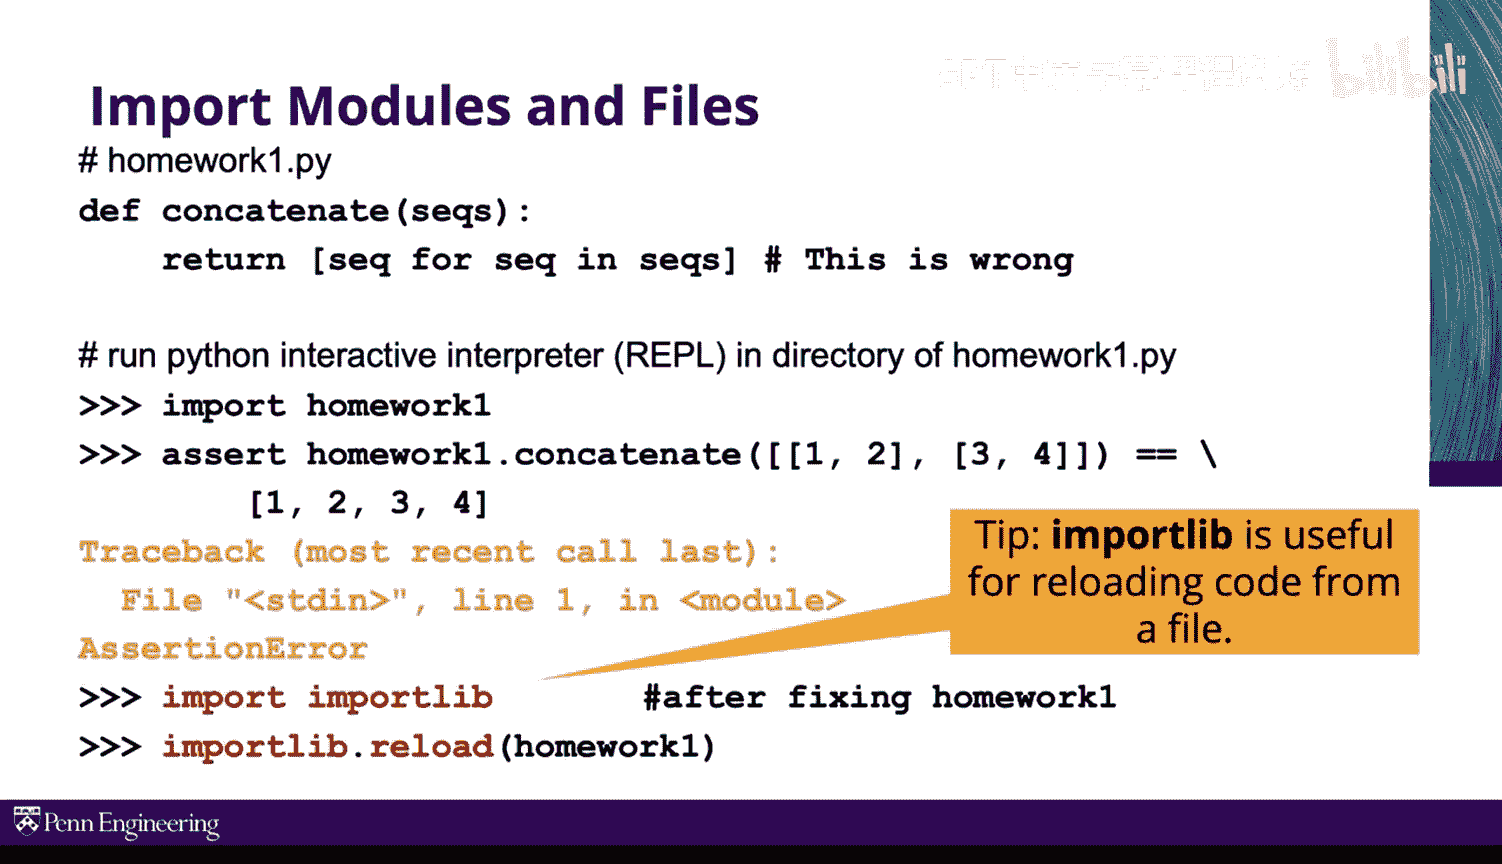 Import Modules and Files
# homework1.py
def concatenate(seqs):
    return [seq for seq in seqs] # This is wrong
# run python interactive interpreter (REPL) in directory of homework1.py
>>> import homework1
>>> assert homework1.concatenate([[1, 2], [3, 4]]) == \
        [1, 2, 3, 4]
Traceback (most recent call last):
  File "<stdin>", line 1, in <module>
AssertionError
>>> import importlib #after fixing homework1
>>> importlib.reload(homework1)
Tip: importlib is useful
for reloading code from
a file.
Penn Engineering
bilibili